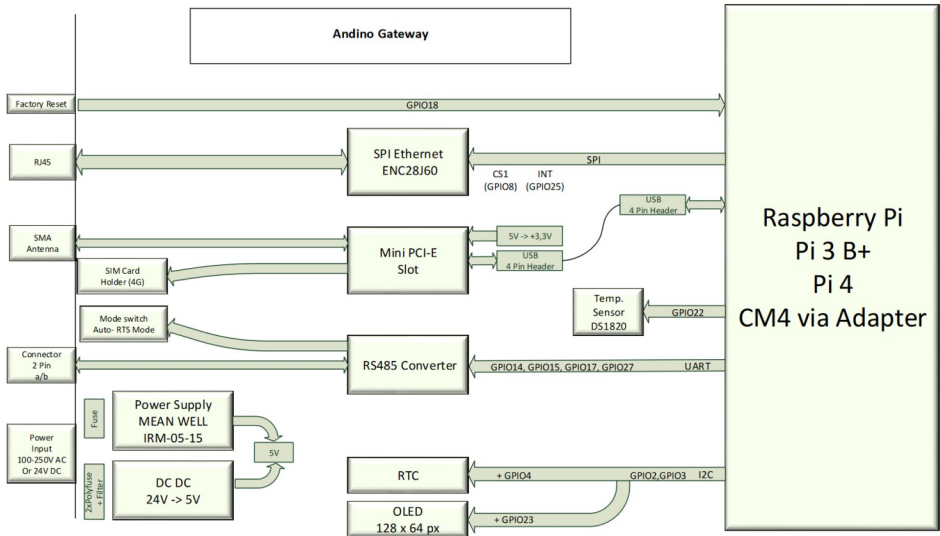 Andino Gateway
Factory Reset
GPIO18
RJ45
SPI Ethernet
ENC28J60
SPI
CS1
(GPIO8)
INT
(GPIO25)
USB
4 Pin Header
SMA
Antenna
Mini PCI-E
Slot
5V -> +3,3V
USB
4 Pin Header
SIM Card
Holder (4G)
Raspberry Pi
Pi 3 B+
Pi 4
CM4 via Adapter
Temp.
Sensor
DS1820
GPIO22
Mode switch
Auto- RTS Mode
Connector
2 Pin
a/b
RS485 Converter
GPIO14, GPIO15, GPIO17, GPIO27
UART
Fuse
Power Supply
MEAN WELL
IRM-05-15
Power
Input
100-250V AC
Or 24V DC
5V
2xPolyfuse
+ Filter
DC DC
24V -> 5V
RTC
+ GPIO4
GPIO2,GPIO3
I2C
OLED
128 x 64 px
+ GPIO23